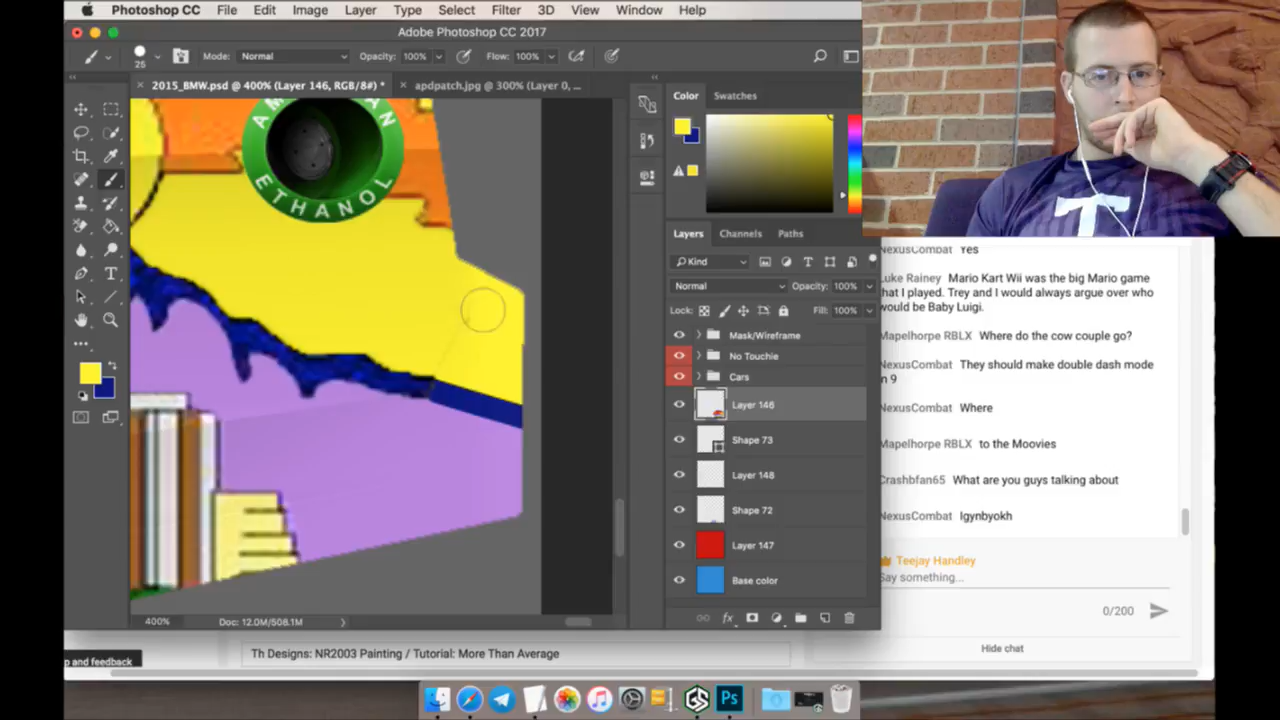 Photoshop CC File Edit Image Layer Type Select Filter 3D View Window Help
Adobe Photoshop CC 2017
25 Mode: Normal Opacity: 100% Flow: 100%
2015_BMW.psd @ 400% (Layer 146, RGB/8#) * apdpatch.jpg @ 300% (Layer 0, ...
Color Swatches
ETHANOL
Layers Channels Paths
Kind
Normal Opacity: 100%
Lock: Fill: 100%
Mask/Wireframe
No Touchie
Cars
Layer 146
Shape 73
Layer 148
Shape 72
Layer 147
Base color
400% Doc: 12.0M/508.1M
T
NexusCombat Yes
Luke Rainey Mario Kart Wii was the big Mario game
that I played. Trey and I would always argue over who
would be Baby Luigi.
Mapelhorpe RBLX Where do the cow couple go?
NexusCombat They should make double dash mode
n 9
NexusCombat Where
Mapelhorpe RBLX to the Moovies
Crashbfan65 What are you guys talking about
NexusCombat Igynbyokh
Teejay Handley
Say something...
0/200
Hide chat
p and feedback
Th Designs: NR2003 Painting / Tutorial: More Than Average
Ps